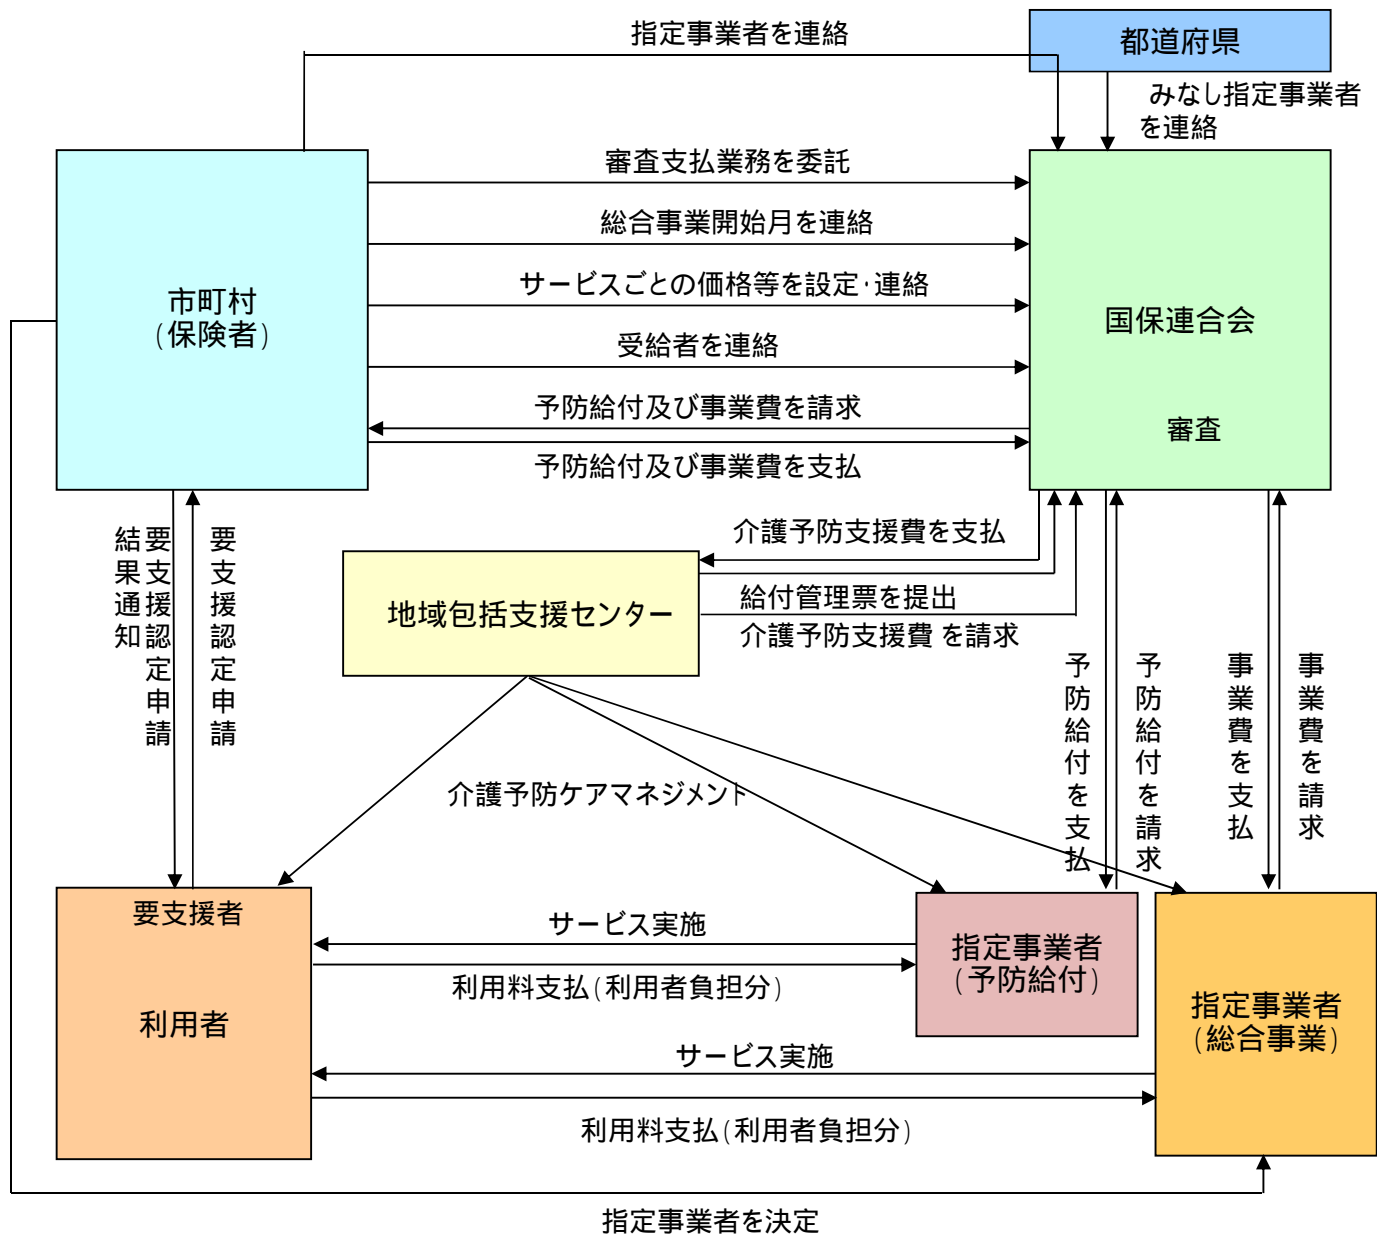 指定事業者を連絡
都道府県
みなし指定事業者
を連絡
審査支払業務を委託
総合事業開始月を連絡
サービスごとの価格等を設定・連絡
受給者を連絡
予防給付及び事業費を請求
予防給付及び事業費を支払
市町村
(保険者)
国保連合会
審査
要支援認定申請
結果通知
要支援認定申請
介護予防支援費を支払
地域包括支援センター
給付管理票を提出
介護予防支援費 を請求
予防給付を支払
予防給付を請求
事業費を支払
事業費を請求
介護予防ケアマネジメント
要支援者
利用者
サービス実施
利用料支払(利用者負担分)
指定事業者
(予防給付)
サービス実施
利用料支払(利用者負担分)
指定事業者
(総合事業)
指定事業者を決定